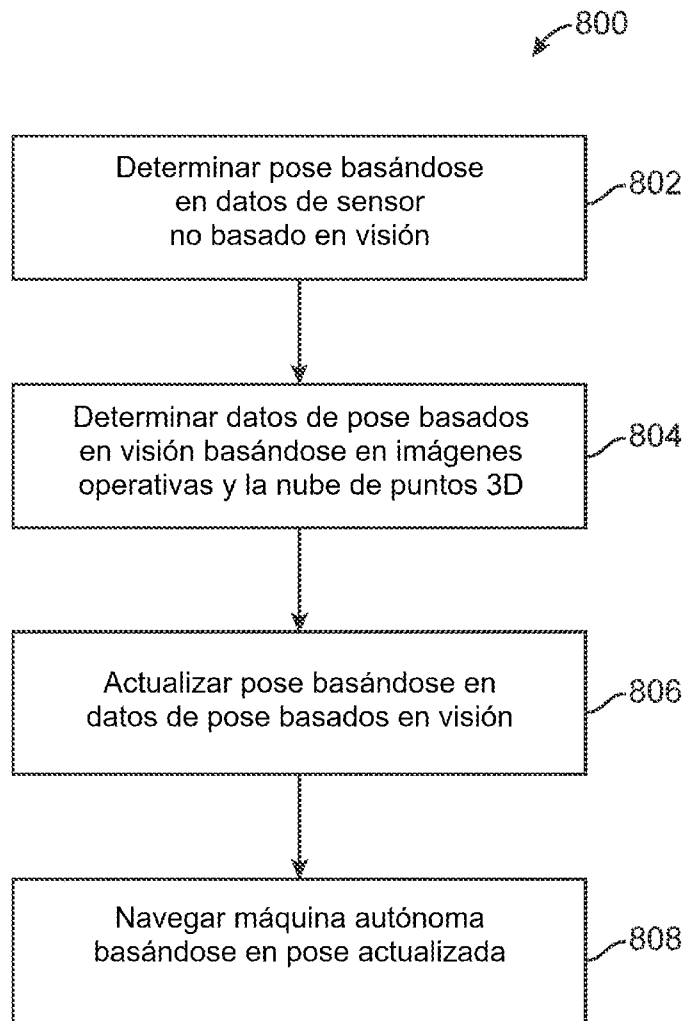 800
Determinar pose basándose
en datos de sensor
no basado en visión
802
Determinar datos de pose basados
en visión basándose en imágenes
operativas y la nube de puntos 3D
804
Actualizar pose basándose en
datos de pose basados en visión
806
Navegar máquina autónoma
basándose en pose actualizada
808